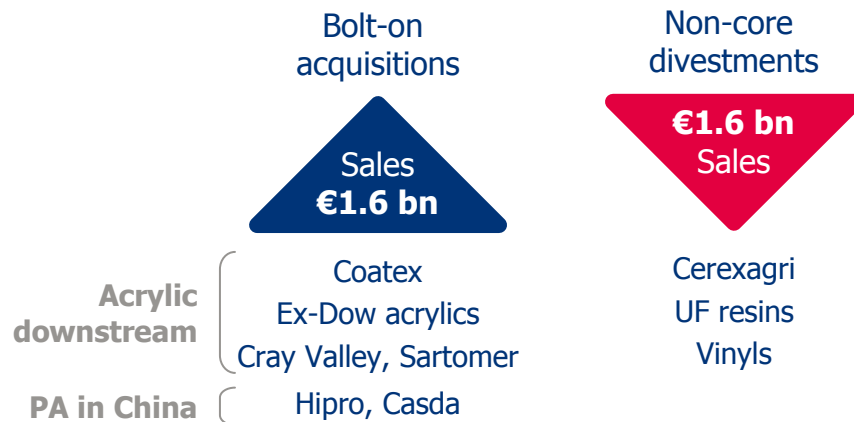 Bolt-on
acquisitions
Sales
€1.6 bn
Non-core
divestments
€1.6 bn
Sales
Acrylic
downstream
Coatex
Ex-Dow acrylics
Cray Valley, Sartomer
PA in China
Hipro, Casda
Cerexagri
UF resins
Vinyls